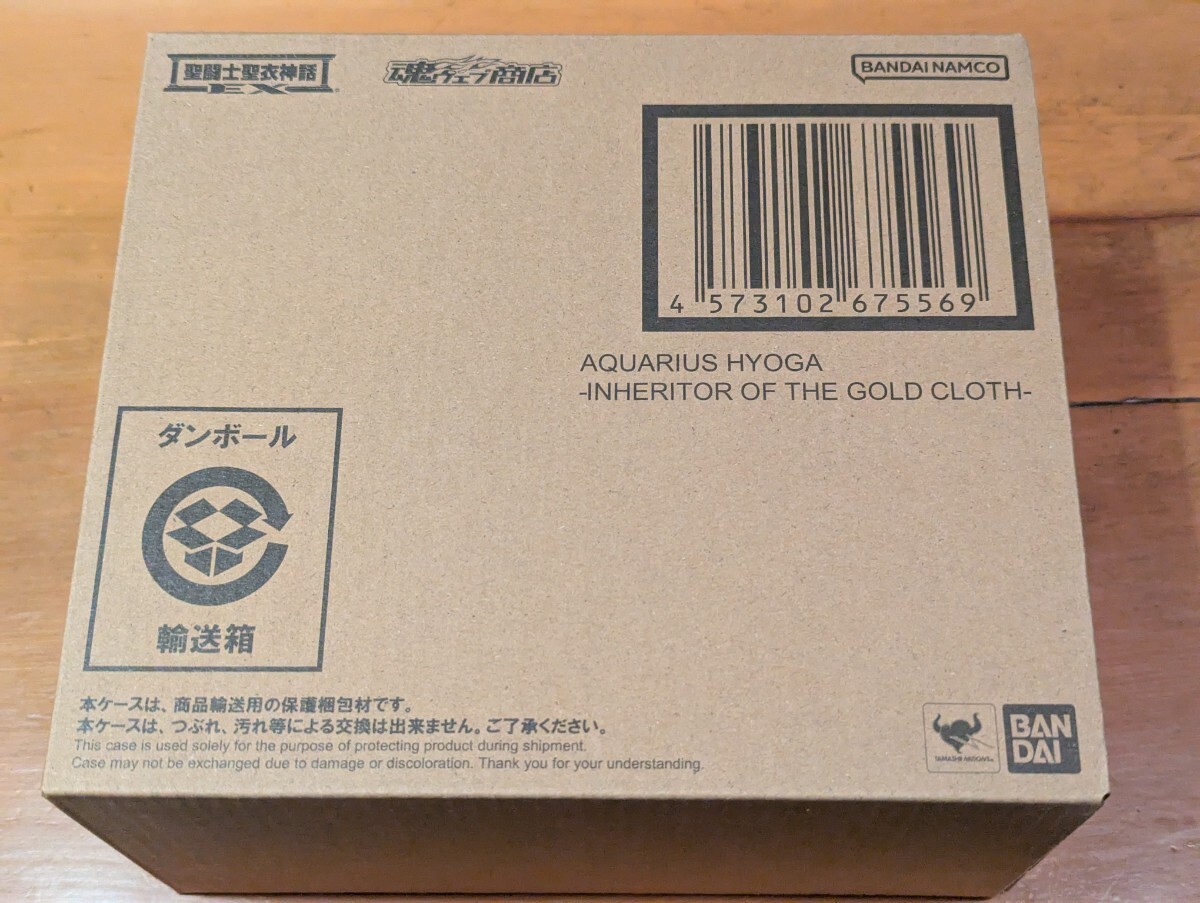 聖闘士聖衣神話
EX
魂ウェブ商店
BANDAI NAMCO
4 573102 675569
AQUARIUS HYOGA
-INHERITOR OF THE GOLD CLOTH-
ダンボール
輸送箱
本ケースは、商品輸送用の保護梱包材です。
本ケースは、つぶれ、汚れ等による交換は出来ません。ご了承ください。
This case is used solely for the purpose of protecting product during shipment.
Case may not be exchanged due to damage or discoloration. Thank you for your understanding.
TAMASHII NATIONS
BAN
DAI